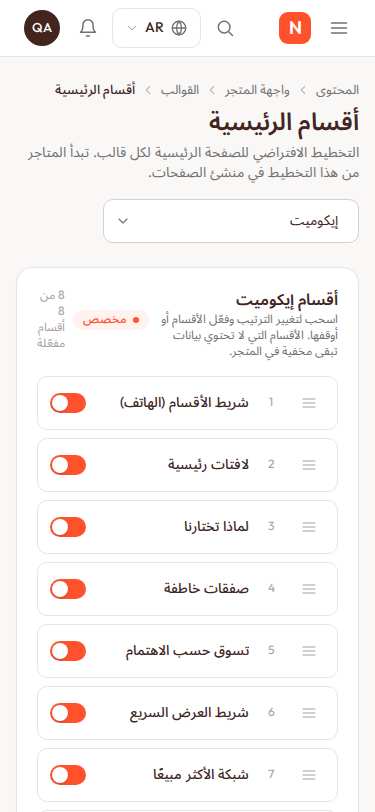 N
AR
QA
المحتوى
واجهة المتجر
القوالب
أقسام الرئيسية
أقسام الرئيسية
التخطيط الافتراضي للصفحة الرئيسية لكل قالب. تبدأ المتاجر
من هذا التخطيط في منشئ الصفحات.
إيكوميت
أقسام إيكوميت
اسحب لتغيير الترتيب وفعّل الأقسام أو
أوقفها. الأقسام التي لا تحتوي بيانات
تبقى مخفية في المتجر.
مخصص
8 من
8
أقسام
مفعّلة
1 شريط الأقسام (الهاتف)
2 لافتات رئيسية
3 لماذا تختارنا
4 صفقات خاطفة
5 تسوق حسب الاهتمام
6 شريط العرض السريع
7 شبكة الأكثر مبيعًا